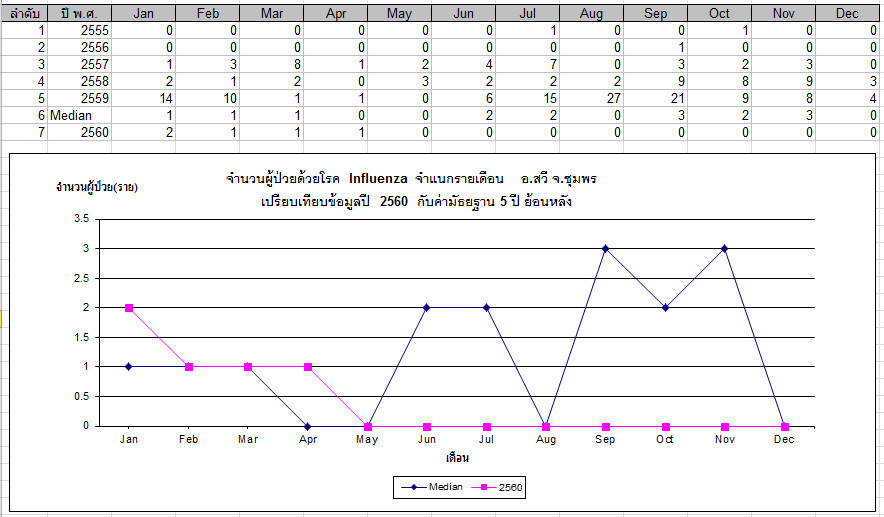 ลำดับ ปี พ.ศ. Jan Feb Mar Apr May Jun Jul Aug Sep Oct Nov Dec
1 2555 0 0 0 0 0 0 1 0 0 1 0 0
2 2556 0 0 0 0 0 0 0 0 1 0 0 0
3 2557 1 3 8 1 2 4 7 0 3 2 3 0
4 2558 2 1 2 0 3 2 2 2 9 8 9 3
5 2559 14 10 1 1 0 6 15 27 21 9 8 4
6 Median 1 1 1 0 0 2 2 0 3 2 3 0
7 2560 2 1 1 1 0 0 0 0 0 0 0 0
จำนวนผู้ป่วยด้วยโรค Influenza จำแนกรายเดือน อ.สวี จ.ชุมพร
จำนวนผู้ป่วย(ราย)
เปรียบเทียบข้อมูลปี 2560 กับค่ามัธยฐาน 5 ปี ย้อนหลัง
3.5
3
2.5
2
1.5
1
0.5
0
Jan Feb Mar Apr May Jun Jul Aug Sep Oct Nov Dec
เดือน
Median 2560